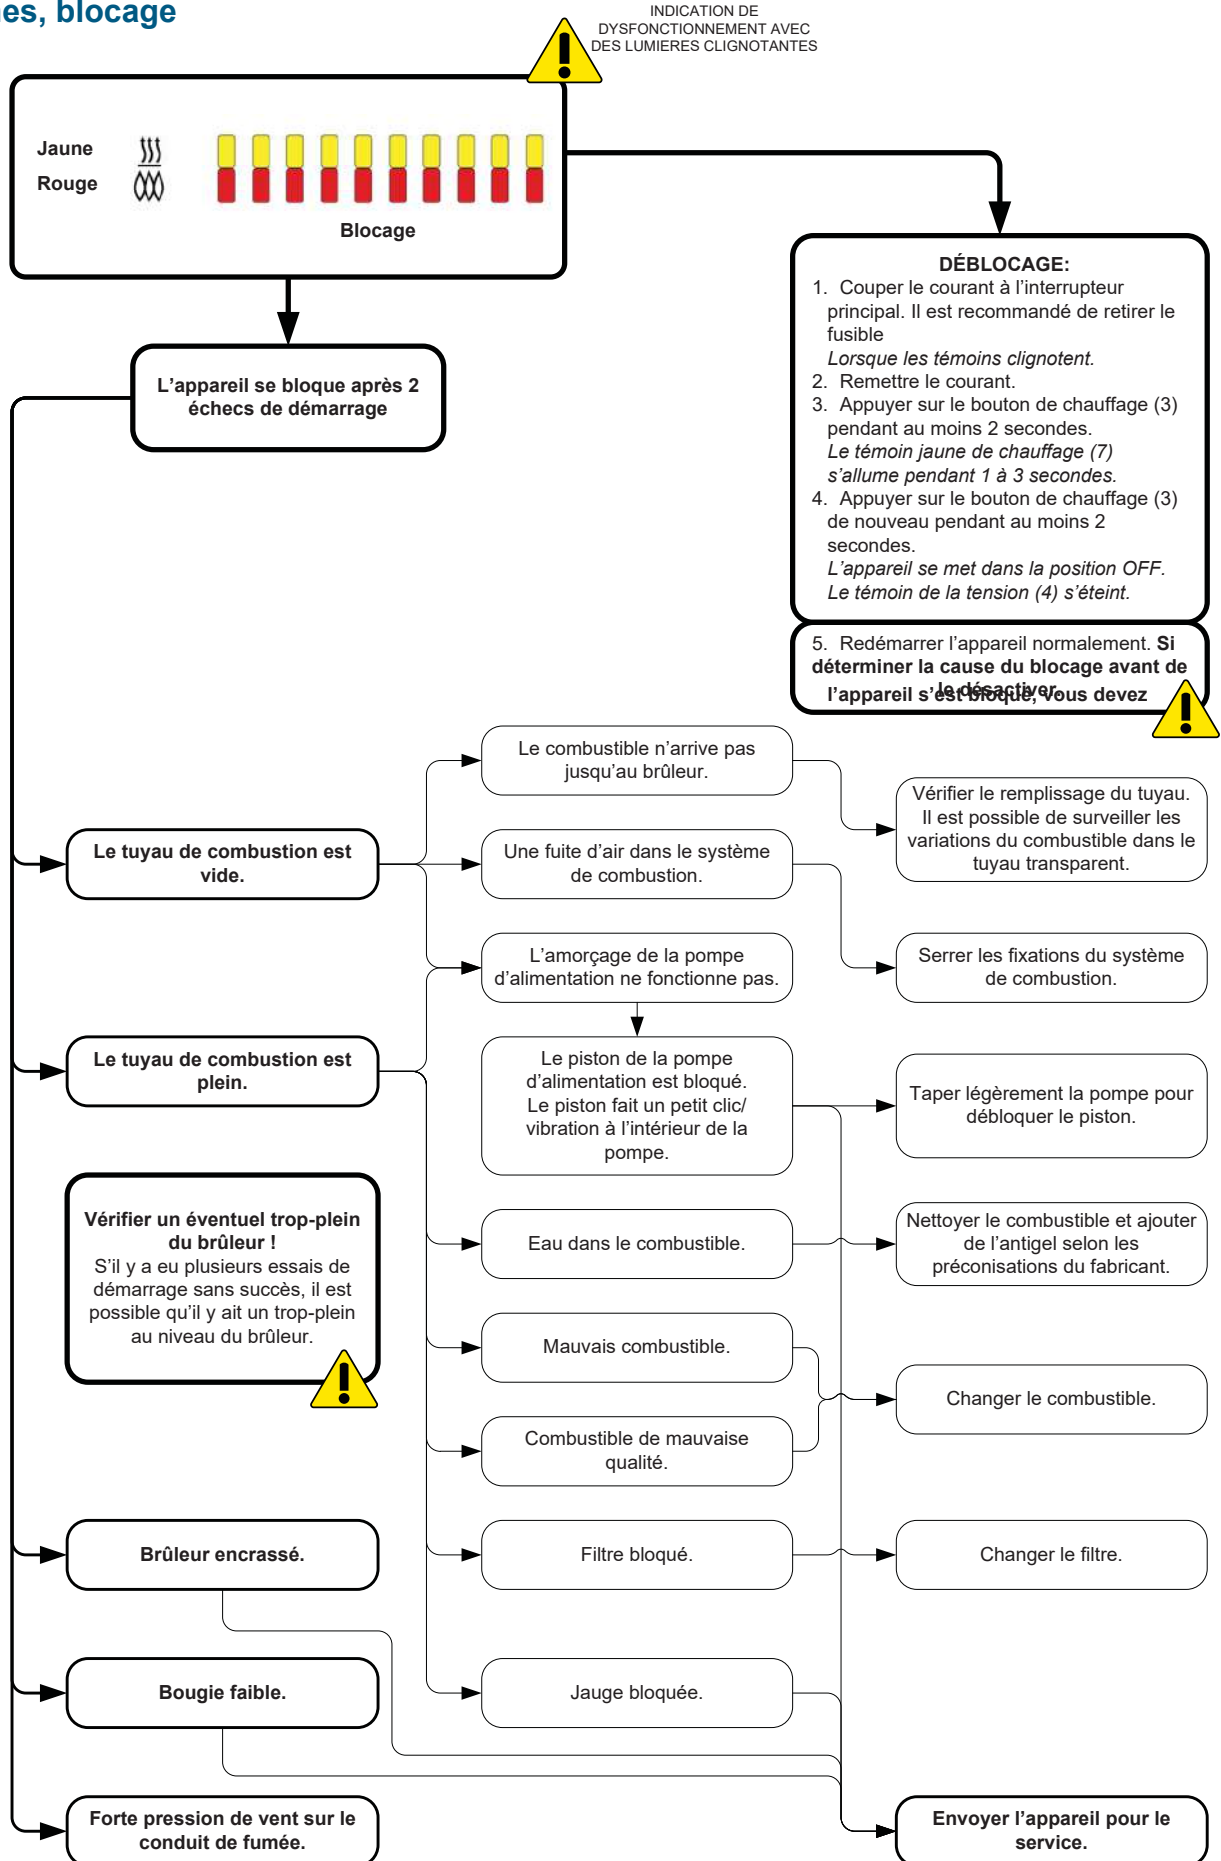 es, blocage
INDICATION DE
DYSFONCTIONNEMENT AVEC
DES LUMIERES CLIGNOTANTES
Jaune
Rouge
Blocage
L’appareil se bloque après 2
échecs de démarrage
DÉBLOCAGE:
1. Couper le courant à l’interrupteur
principal. Il est recommandé de retirer le
fusible
Lorsque les témoins clignotent.
2. Remettre le courant.
3. Appuyer sur le bouton de chauffage (3)
pendant au moins 2 secondes.
Le témoin jaune de chauffage (7)
s’allume pendant 1 à 3 secondes.
4. Appuyer sur le bouton de chauffage (3)
de nouveau pendant au moins 2
secondes.
L’appareil se met dans la position OFF.
Le témoin de la tension (4) s’éteint.
5. Redémarrer l’appareil normalement. Si
déterminer la cause du blocage avant de
le désactiver.
l’appareil s’est bloqué, vous devez
Le combustible n’arrive pas
jusqu’au brûleur.
Vérifier le remplissage du tuyau.
Il est possible de surveiller les
variations du combustible dans le
tuyau transparent.
Le tuyau de combustion est
vide.
Une fuite d’air dans le système
de combustion.
L’amorçage de la pompe
d’alimentation ne fonctionne pas.
Serrer les fixations du système
de combustion.
Le tuyau de combustion est
plein.
Le piston de la pompe
d’alimentation est bloqué.
Le piston fait un petit clic/
vibration à l’intérieur de la
pompe.
Taper légèrement la pompe pour
débloquer le piston.
Vérifier un éventuel trop-plein
du brûleur !
S’il y a eu plusieurs essais de
démarrage sans succès, il est
possible qu’il y ait un trop-plein
au niveau du brûleur.
Eau dans le combustible.
Nettoyer le combustible et ajouter
de l’antigel selon les
préconisations du fabricant.
Mauvais combustible.
Changer le combustible.
Combustible de mauvaise
qualité.
Brûleur encrassé.
Filtre bloqué.
Changer le filtre.
Bougie faible.
Jauge bloquée.
Forte pression de vent sur le
conduit de fumée.
Envoyer l’appareil pour le
service.